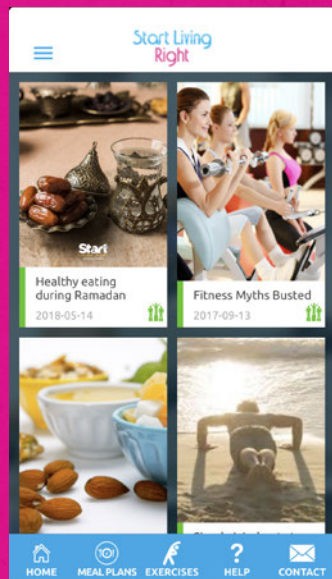 Start Living
Right
Start
Healthy eating
during Ramadan
2018-05-14
Fitness Myths Busted
2017-09-13
HOME
MEAL PLANS
EXERCISES
HELP
?
CONTACT